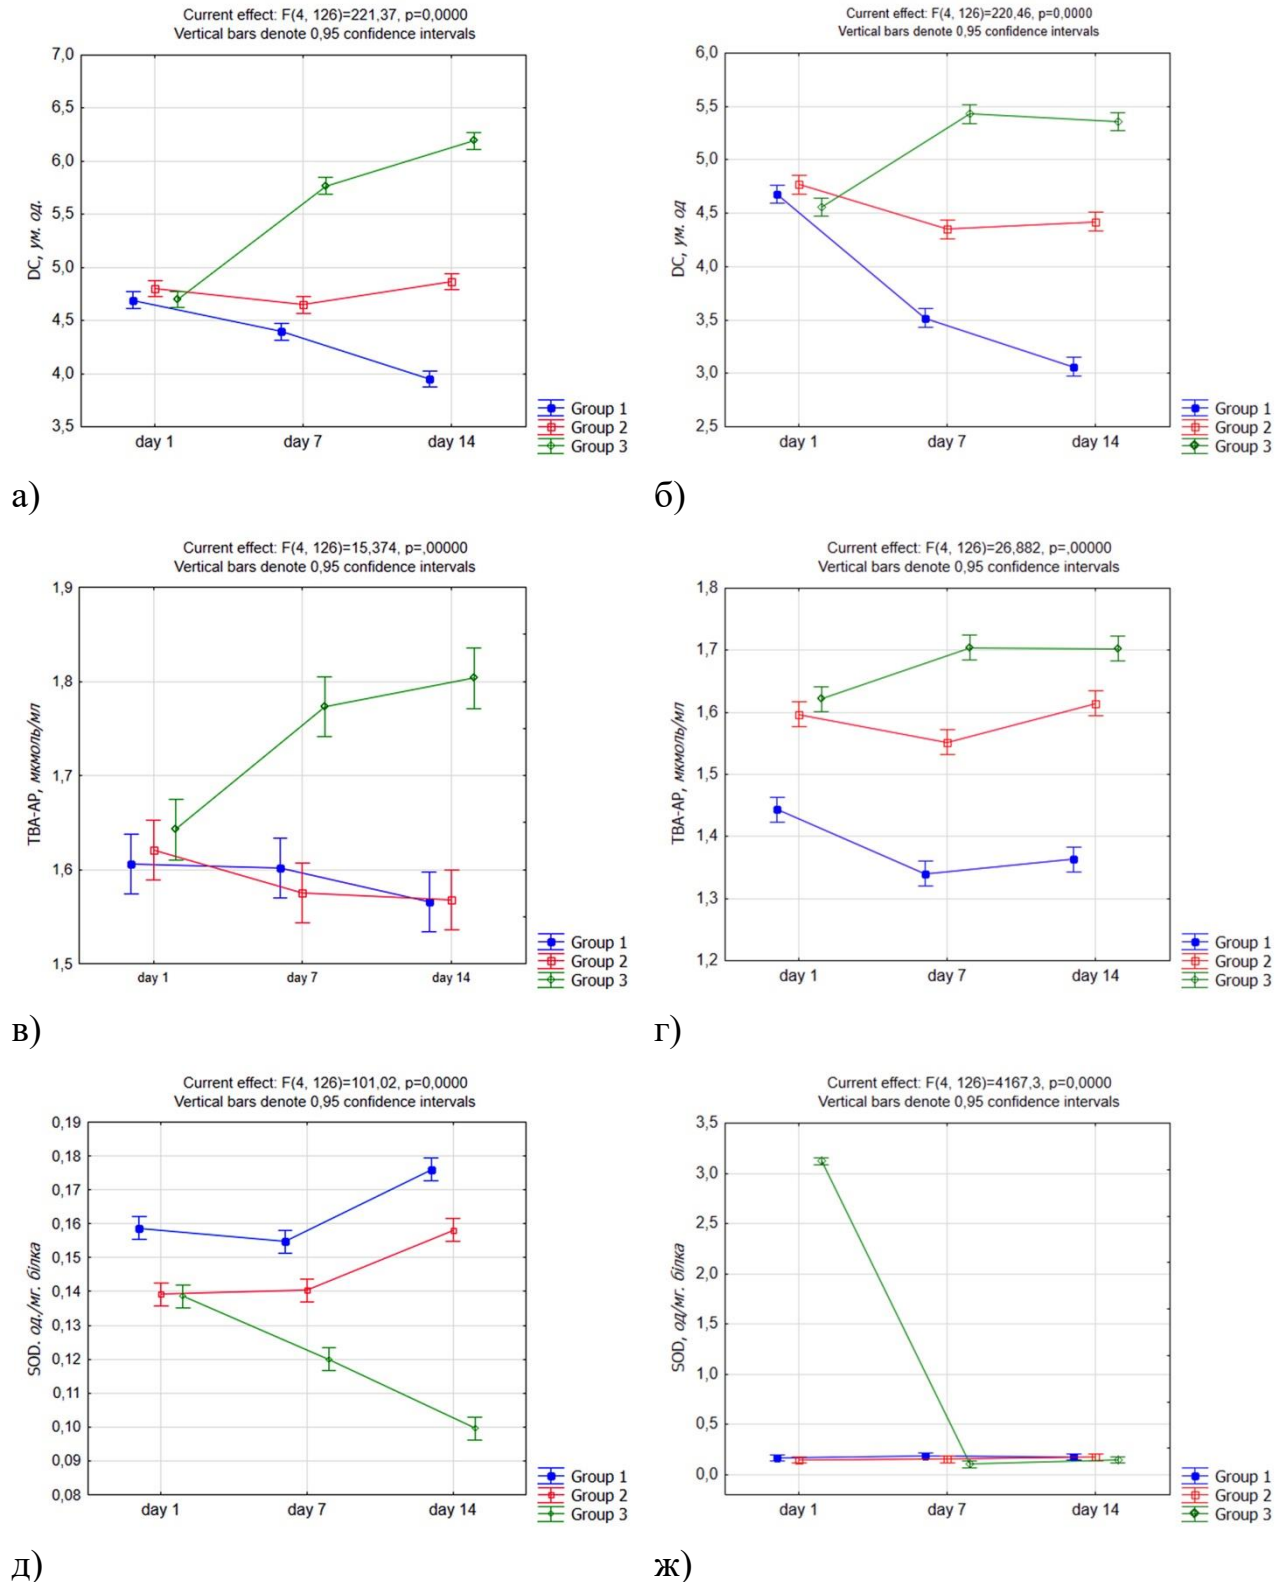 Current effect: F(4, 126)=221,37, p=0,0000
Vertical bars denote 0,95 confidence intervals
7,0
6,5
6,0
5,5
5,0
4,5
4,0
3,5
DC, ум. од.
day 1
day 7
day 14
Group 1
Group 2
Group 3
а)
Current effect: F(4, 126)=220,46, p=0,0000
Vertical bars denote 0,95 confidence intervals
6,0
5,5
5,0
4,5
4,0
3,5
3,0
2,5
DC, ум. од
day 1
day 7
day 14
Group 1
Group 2
Group 3
б)
Current effect: F(4, 126)=15,374, p=,00000
Vertical bars denote 0,95 confidence intervals
1,9
1,8
1,7
1,6
1,5
TBA-AP, мкмоль/мл
day 1
day 7
day 14
Group 1
Group 2
Group 3
в)
Current effect: F(4, 126)=26,882, p=,00000
Vertical bars denote 0,95 confidence intervals
1,8
1,7
1,6
1,5
1,4
1,3
1,2
TBA-AP, мкмоль/мл
day 1
day 7
day 14
Group 1
Group 2
Group 3
г)
Current effect: F(4, 126)=101,02, p=0,0000
Vertical bars denote 0,95 confidence intervals
0,19
0,18
0,17
0,16
0,15
0,14
0,13
0,12
0,11
0,10
0,09
0,08
SOD. од./мг. білка
day 1
day 7
day 14
Group 1
Group 2
Group 3
д)
Current effect: F(4, 126)=4167,3, p=0,0000
Vertical bars denote 0,95 confidence intervals
3,5
3,0
2,5
2,0
1,5
1,0
0,5
0,0
SOD, од/мг. білка
day 1
day 7
day 14
Group 1
Group 2
Group 3
ж)